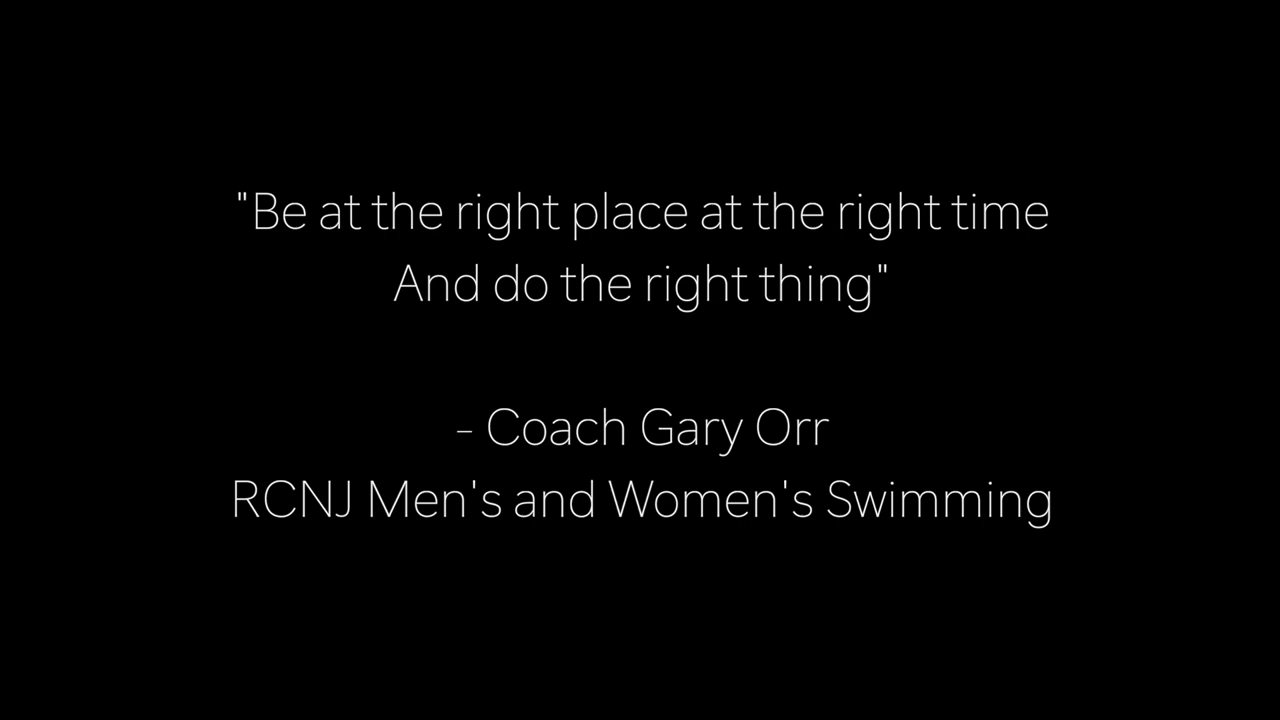 "Be at the right place at the right time
And do the right thing"
- Coach Gary Orr
RCNJ Men's and Women's Swimming